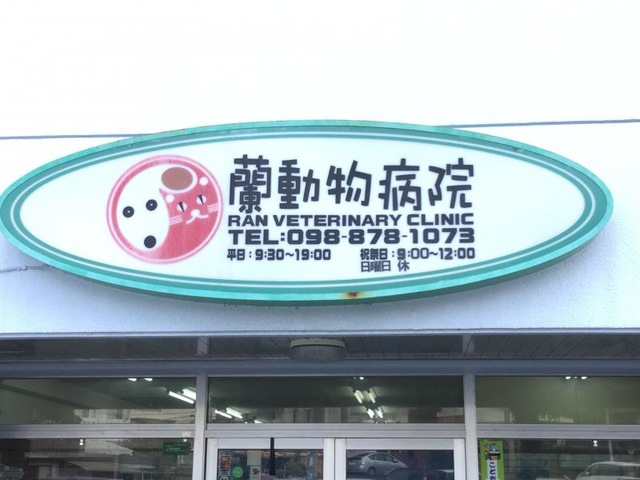 蘭動物病院
RAN VETERINARY CLINIC
TEL:098-878-1073
平日:9:30~19:00 祝祭日:9:00~12:00
日曜日 休